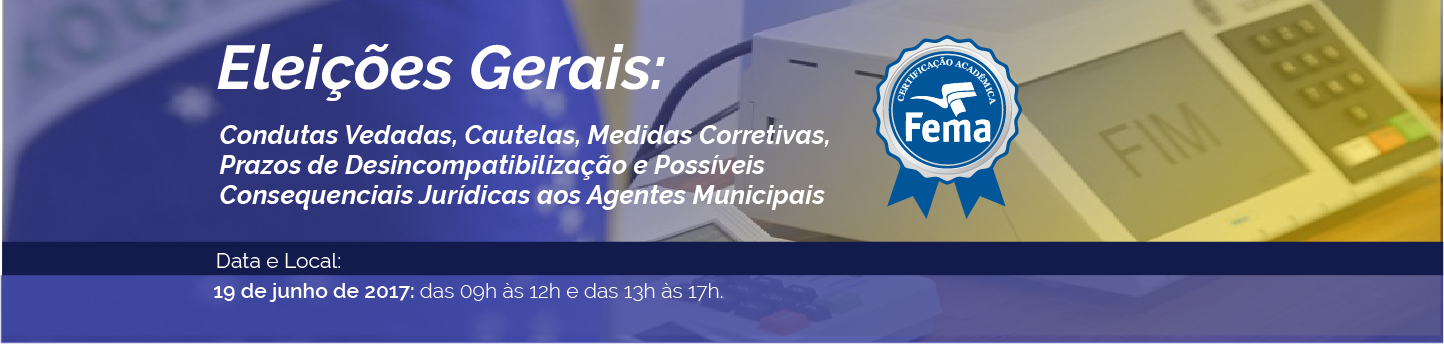 Eleições Gerais:
Condutas Vedadas, Cautelas, Medidas Corretivas,
Prazos de Desincompatibilização e Possíveis
Consequenciais Jurídicas aos Agentes Municipais
CERTIFICAÇÃO ACADÊMICA
Fema
FIM
Data e Local:
19 de junho de 2017: das 09h às 12h e das 13h às 17h.